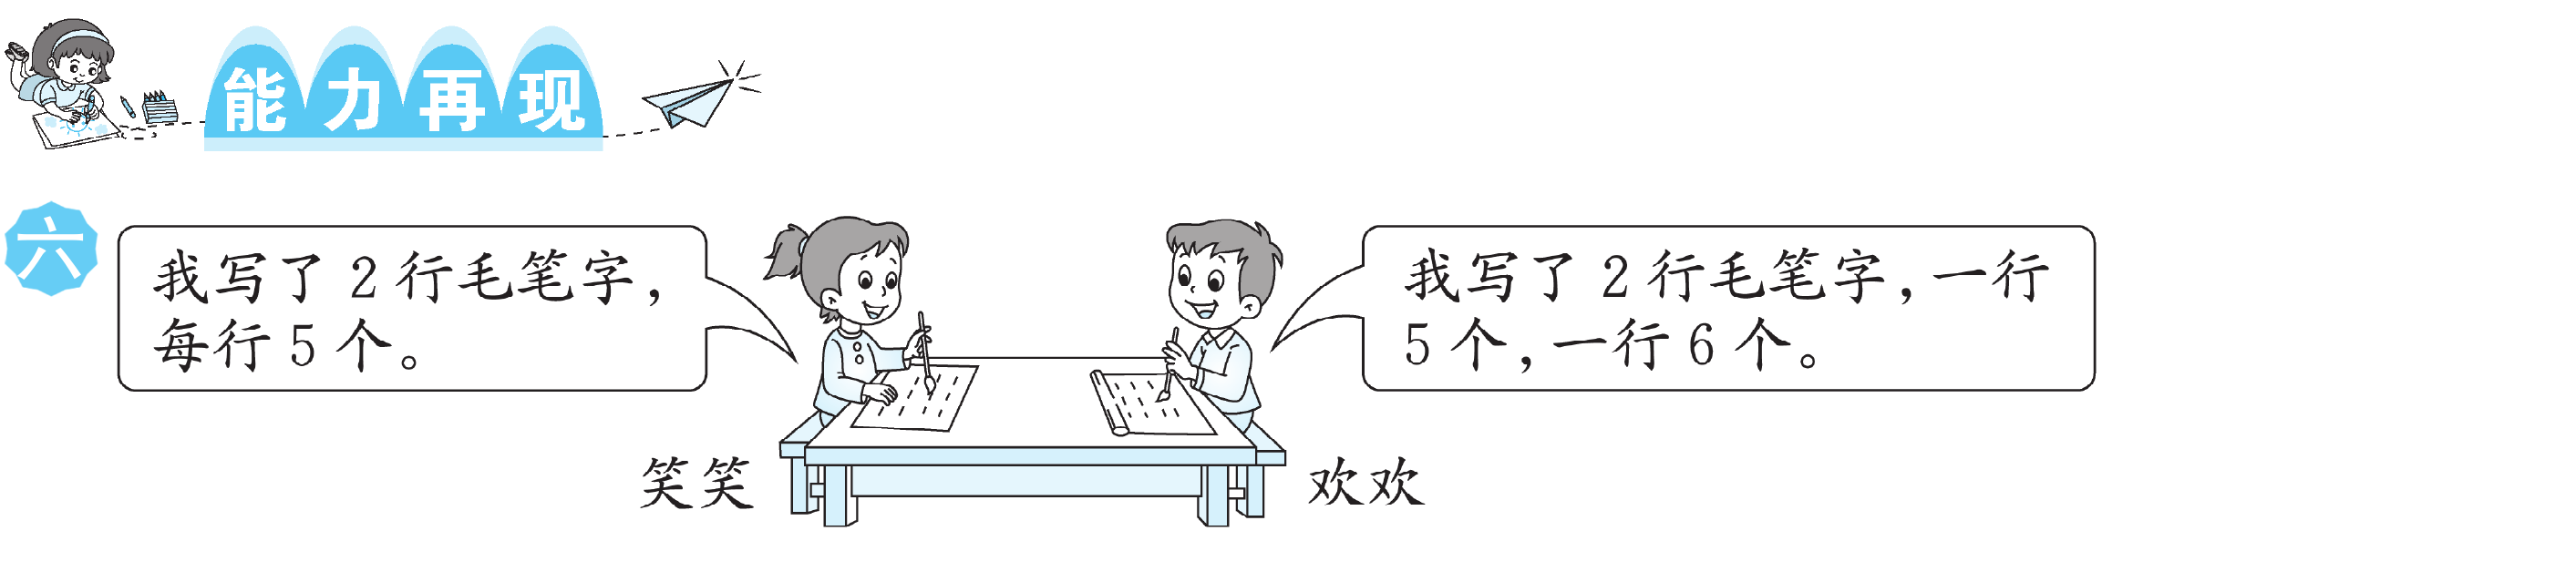 能力再现
六
我写了 2 行毛笔字，
每行 5 个。
我写了 2 行毛笔字，一行
5 个，一行 6 个。
笑笑
欢欢